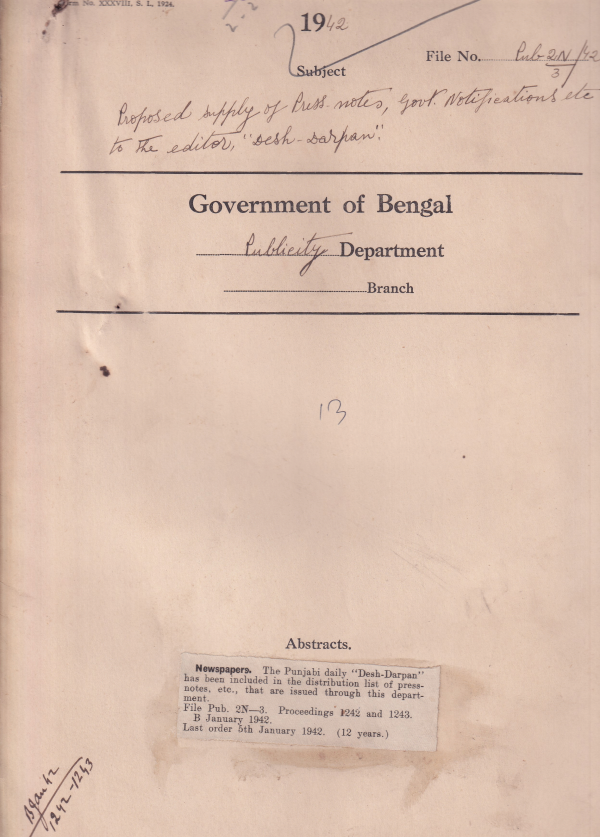 Form No. XXXVIII, S. L, 1924.
1942
File No. Pub 2N/42
3
Subject
Proposed supply of Press-notes, Govt. Notifications etc
to the editor, "Desh-Darpan".
Government of Bengal
Publicity Department
Branch
13
Abstracts.
Newspapers. The Punjabi daily "Desh-Darpan"
has been included in the distribution list of press-
notes, etc., that are issued through this depart-
ment.
File Pub. 2N—3. Proceedings 1242 and 1243.
B January 1942.
Last order 5th January 1942. (12 years.)
B Jan 42
1242-1243